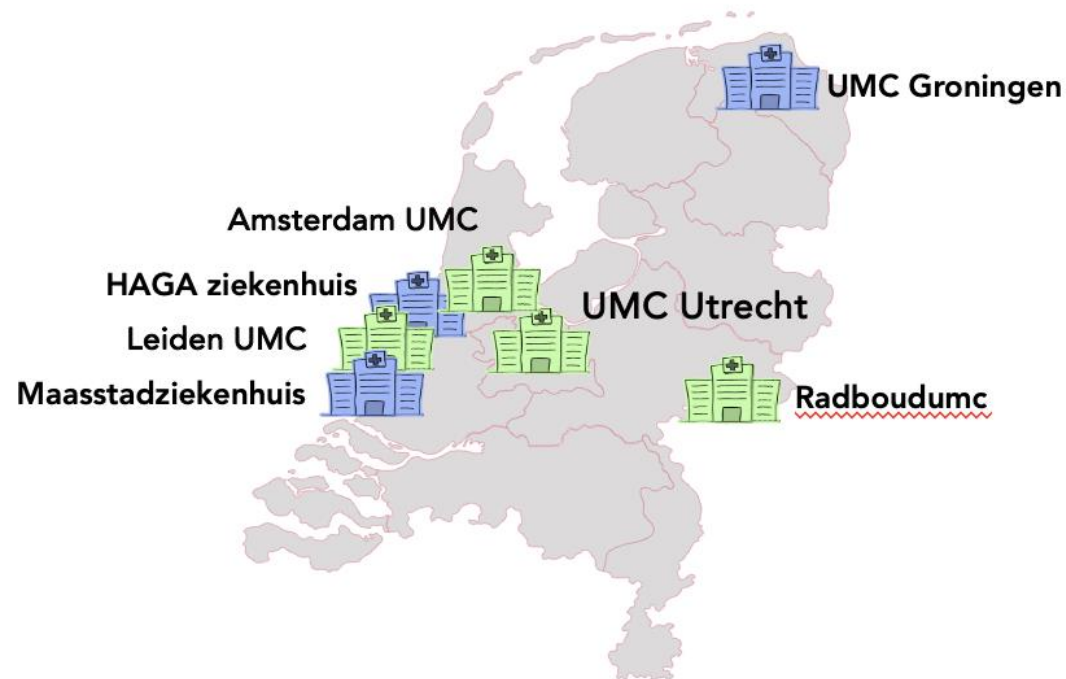 UMC Groningen
Amsterdam UMC
HAGA ziekenhuis
UMC Utrecht
Leiden UMC
Maasstadziekenhuis
Radboudumc